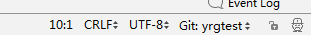 Event Log
10:1 CRLF UTF-8 Git: yrgtest